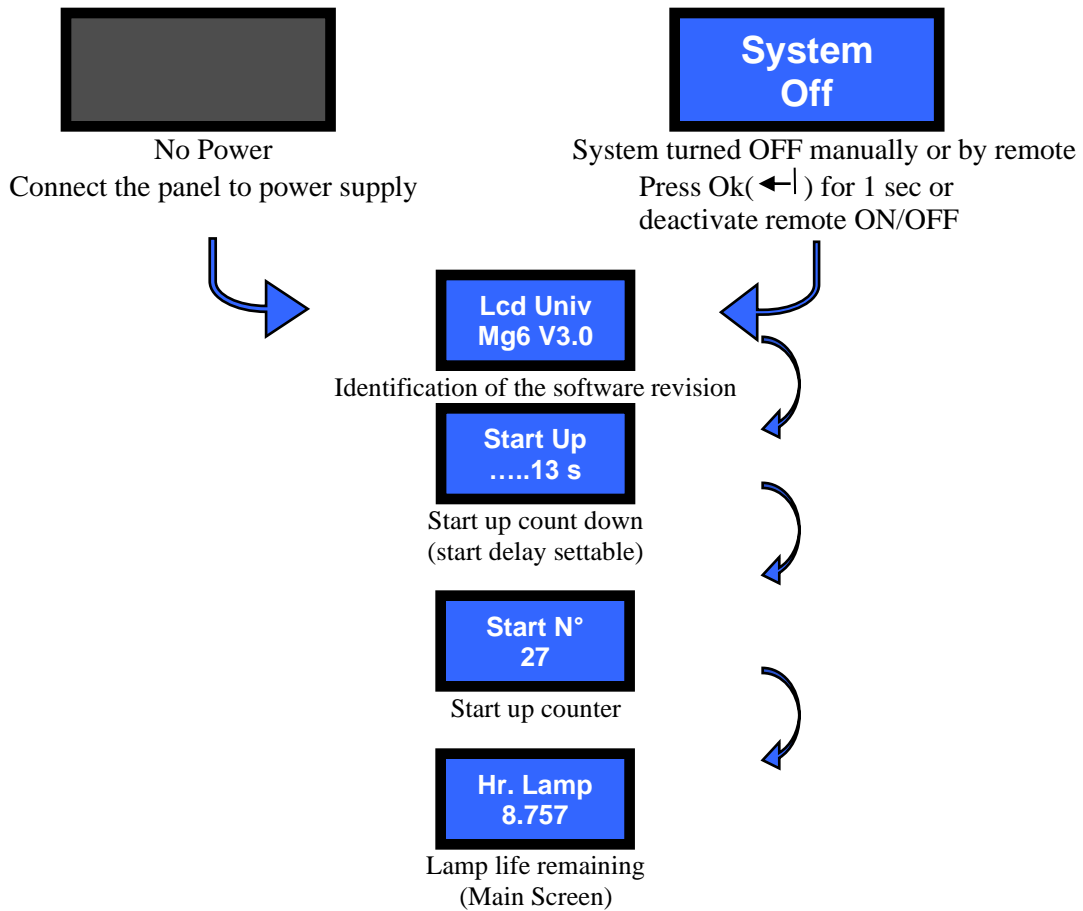 No Power
Connect the panel to power supply
System
Off
System turned OFF manually or by remote
Press Ok(←| ) for 1 sec or
deactivate remote ON/OFF
Lcd Univ
Mg6 V3.0
Identification of the software revision
Start Up
…..13 s
Start up count down
(start delay settable)
Start N°
27
Start up counter
Hr. Lamp
8.757
Lamp life remaining
(Main Screen)